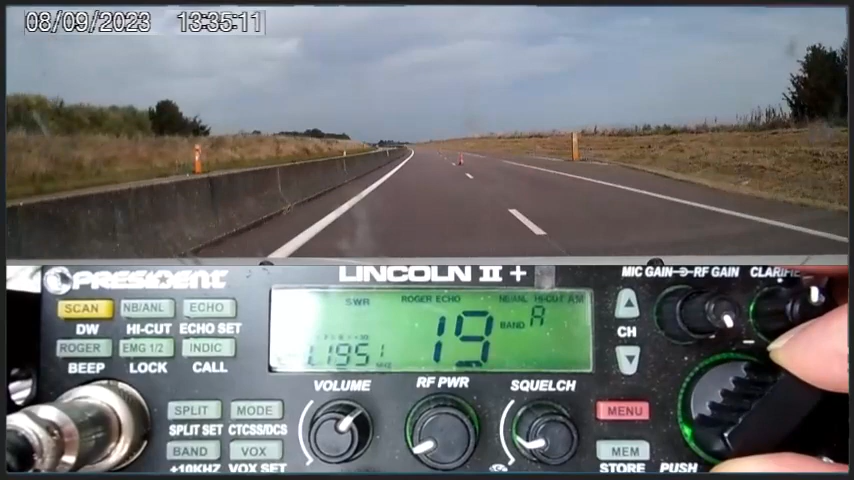 08/09/2023 13:35:11
PRESIDENT LINCOLN II + MIC GAIN RF GAIN CLARIFIE
SCAN NB/ANL ECHO SWR ROGER ECHO NB/ANL HI-CUT AM
DW HI-CUT ECHO SET 19 BAND A CH
ROGER EMG 1/2 INDIC
BEEP LOCK CALL
VOLUME RF PWR SQUELCH
SPLIT MODE MENU
SPLIT SET CTCSS/DCS
BAND VOX MEM
+10KHZ VOX SET STORE PUSH